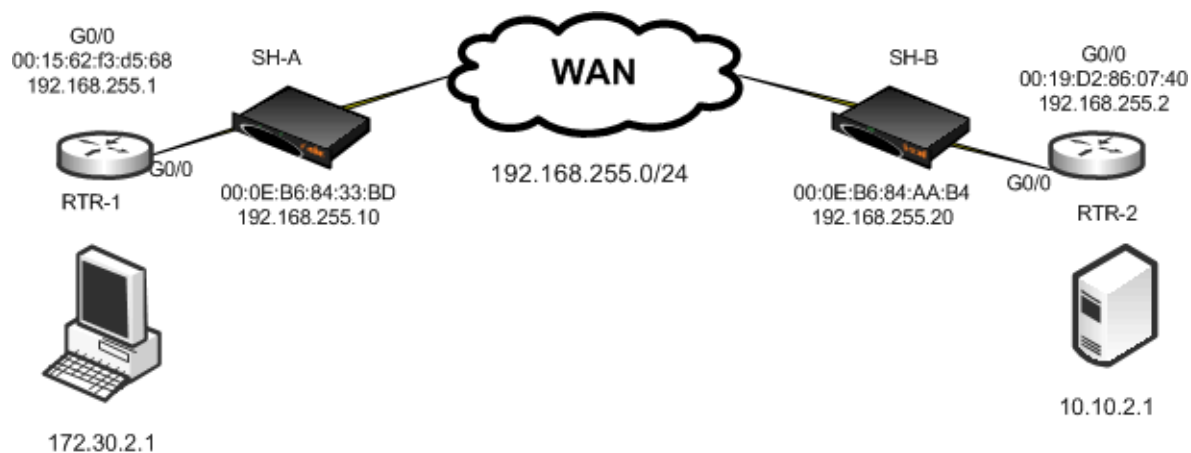 G0/0
00:15:62:f3:d5:68
192.168.255.1
SH-A
WAN
SH-B
G0/0
00:19:D2:86:07:40
192.168.255.2
G0/0
RTR-1
00:0E:B6:84:33:BD
192.168.255.10
192.168.255.0/24
00:0E:B6:84:AA:B4
192.168.255.20
G0/0
RTR-2
172.30.2.1
10.10.2.1